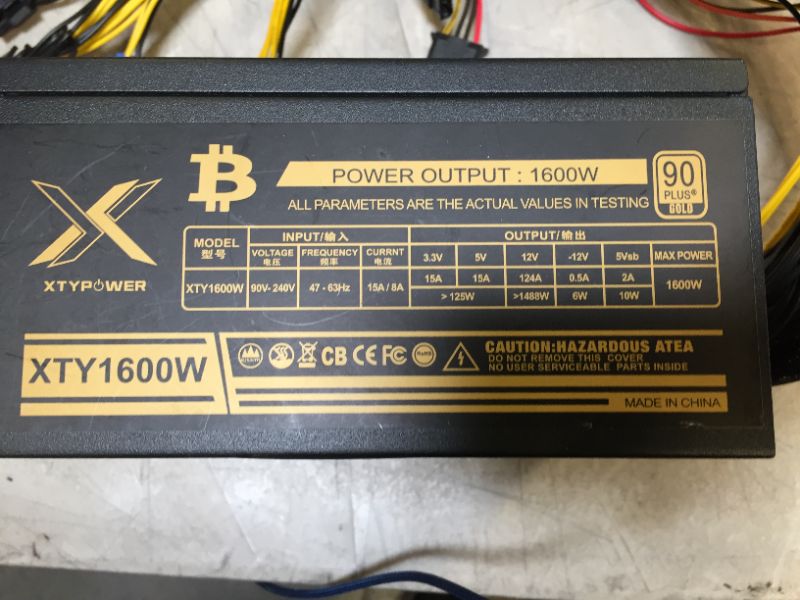 POWER OUTPUT : 1600W
90
PLUS®
GOLD
ALL PARAMETERS ARE THE ACTUAL VALUES IN TESTING
XTYPOWER
MODEL
型号
INPUT/输入
OUTPUT/输出
VOLTAGE
电压
FREQUENCY
频率
CURRNT
电流
3.3V 5V 12V -12V 5Vsb MAX POWER
XTY1600W 90V- 240V 47 - 63Hz 15A / 8A
15A 15A 124A 0.5A 2A
1600W
> 125W >1488W 6W 10W
XTY1600W
CB CE FC
CAUTION:HAZARDOUS ATEA
DO NOT REMOVE THIS COVER
NO USER SERVICEABLE PARTS INSIDE
MADE IN CHINA